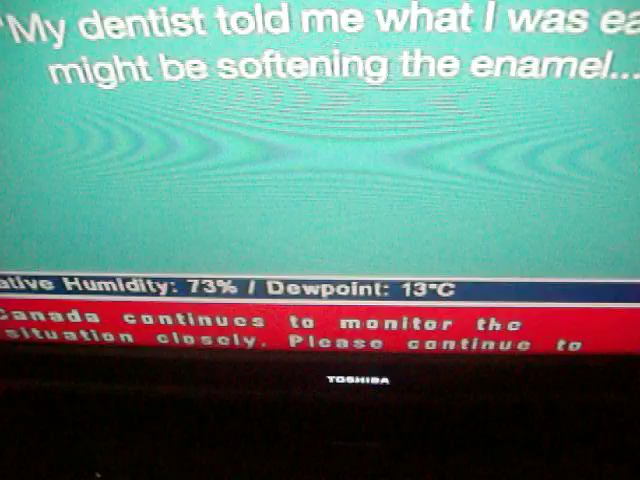 "My dentist told me what I was ea
might be softening the enamel...
ative Humidity: 73% / Dewpoint: 13°C
Canada continues to monitor the
situation closely. Please continue to
TOSHIBA